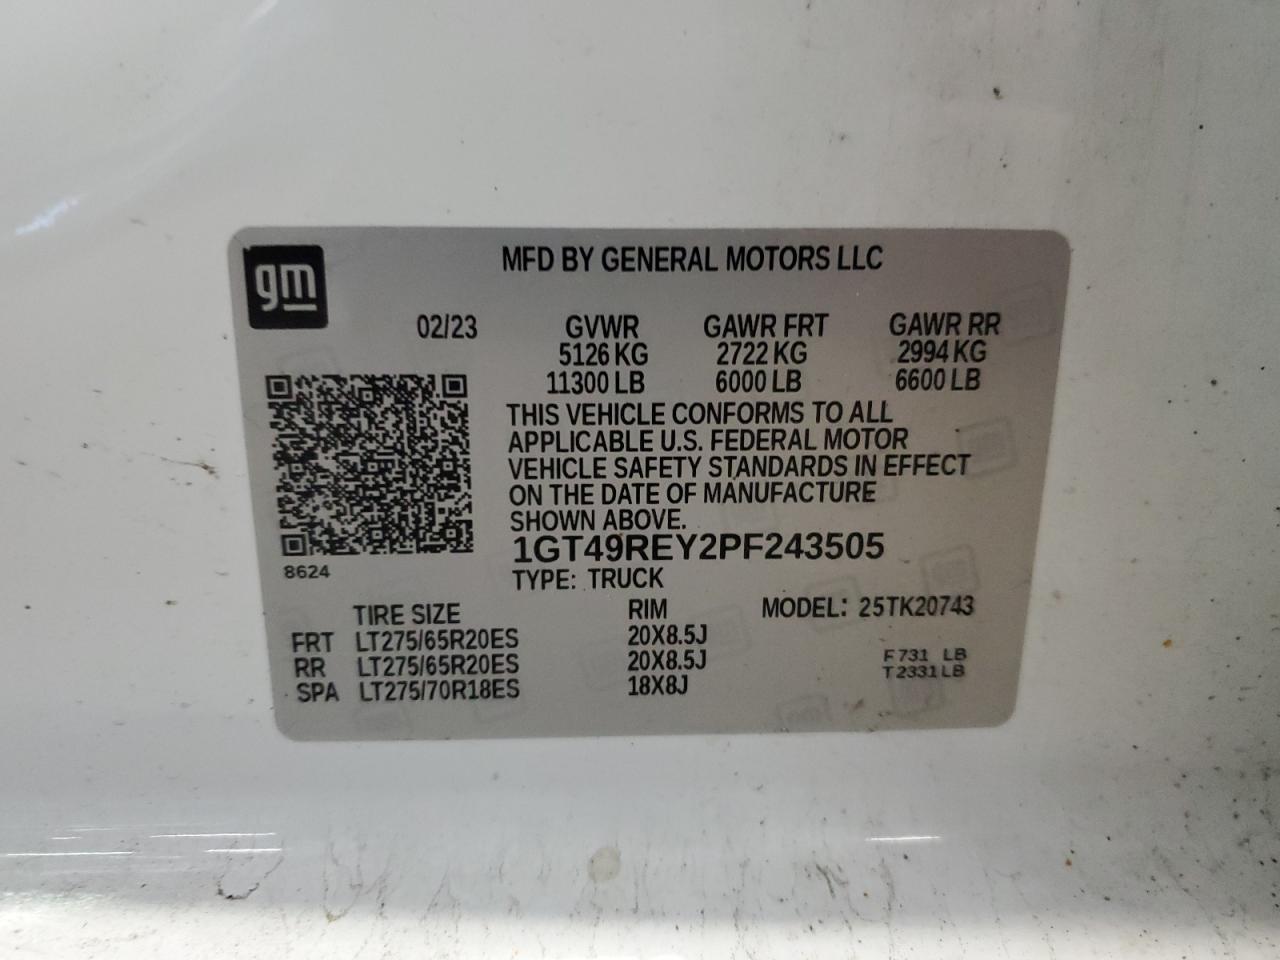 gm
MFD BY GENERAL MOTORS LLC
02/23 GVWR GAWR FRT GAWR RR
5126 KG 2722 KG 2994 KG
11300 LB 6000 LB 6600 LB
THIS VEHICLE CONFORMS TO ALL
APPLICABLE U.S. FEDERAL MOTOR
VEHICLE SAFETY STANDARDS IN EFFECT
ON THE DATE OF MANUFACTURE
SHOWN ABOVE.
1GT49REY2PF243505
8624
TYPE: TRUCK
TIRE SIZE RIM MODEL: 25TK20743
FRT LT275/65R20ES 20X8.5J
RR LT275/65R20ES 20X8.5J
SPA LT275/70R18ES 18X8J
F 731 LB
T 2331 LB